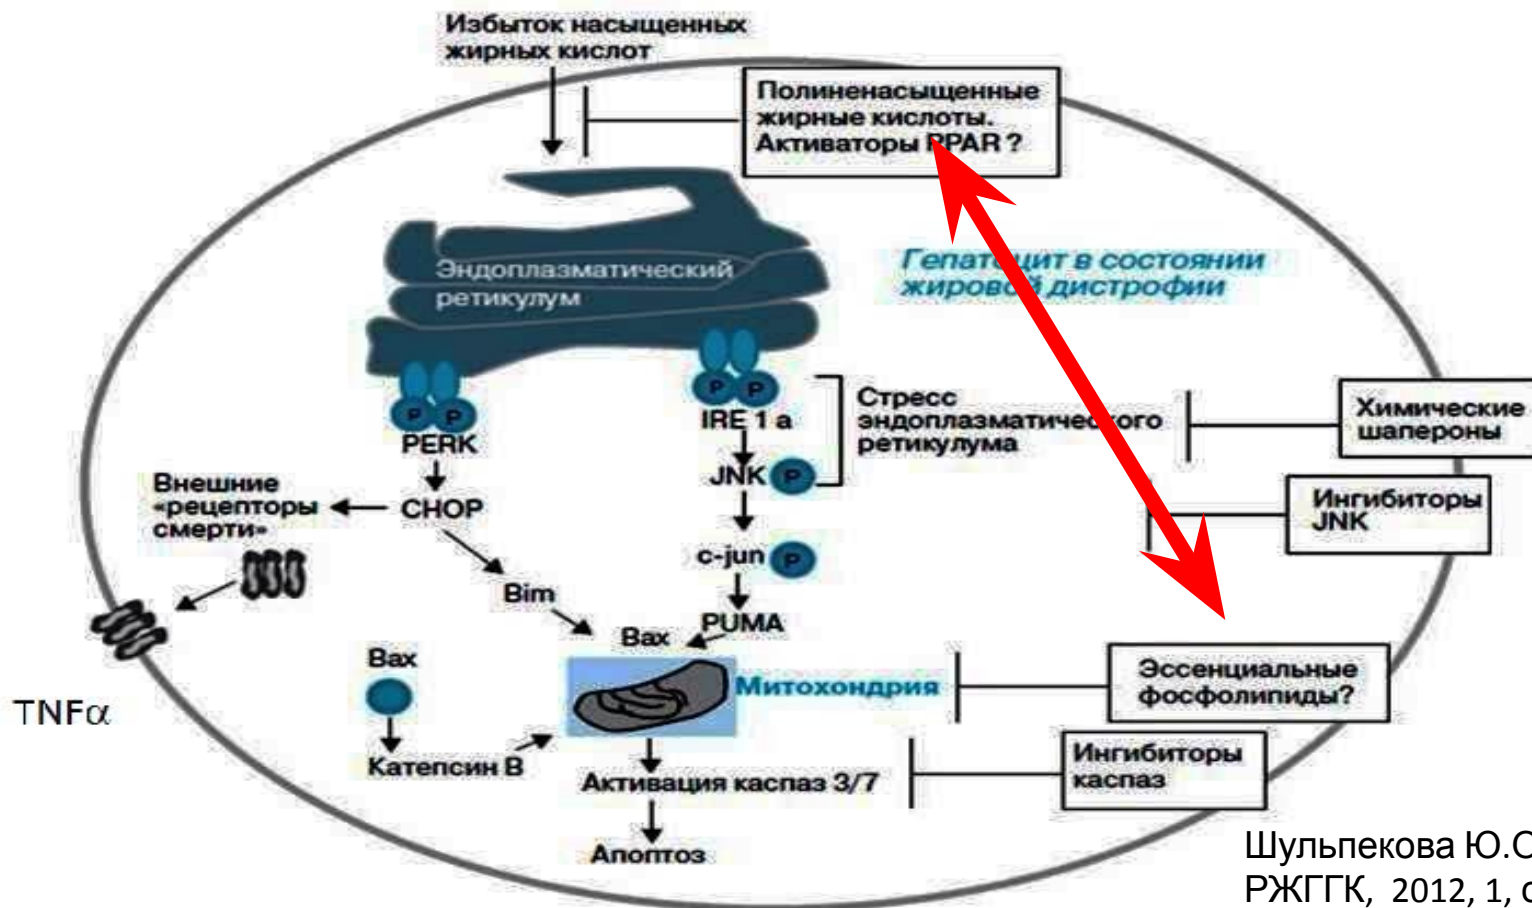 Избыток насыщенных
жирных кислот
Полиненасыщенные
жирные кислоты.
Активаторы PPAR ?
Эндоплазматический
ретикулум
Гепатоцит в состоянии
жировой дистрофии
P P
PERK
P P
IRE 1 a
JNK P
Стресс
эндоплазматического
ретикулума
Химические
шапероны
Ингибиторы
JNK
Внешние
«рецепторы
смерти»
CHOP
c-jun P
Bim
PUMA
Bax
Bax
Митохондрия
Эссенциальные
фосфолипиды?
TNFα
Катепсин В
Активация каспаз 3/7
Ингибиторы
каспаз
Апоптоз
Шульпекова Ю.О
РЖГГК, 2012, 1, с